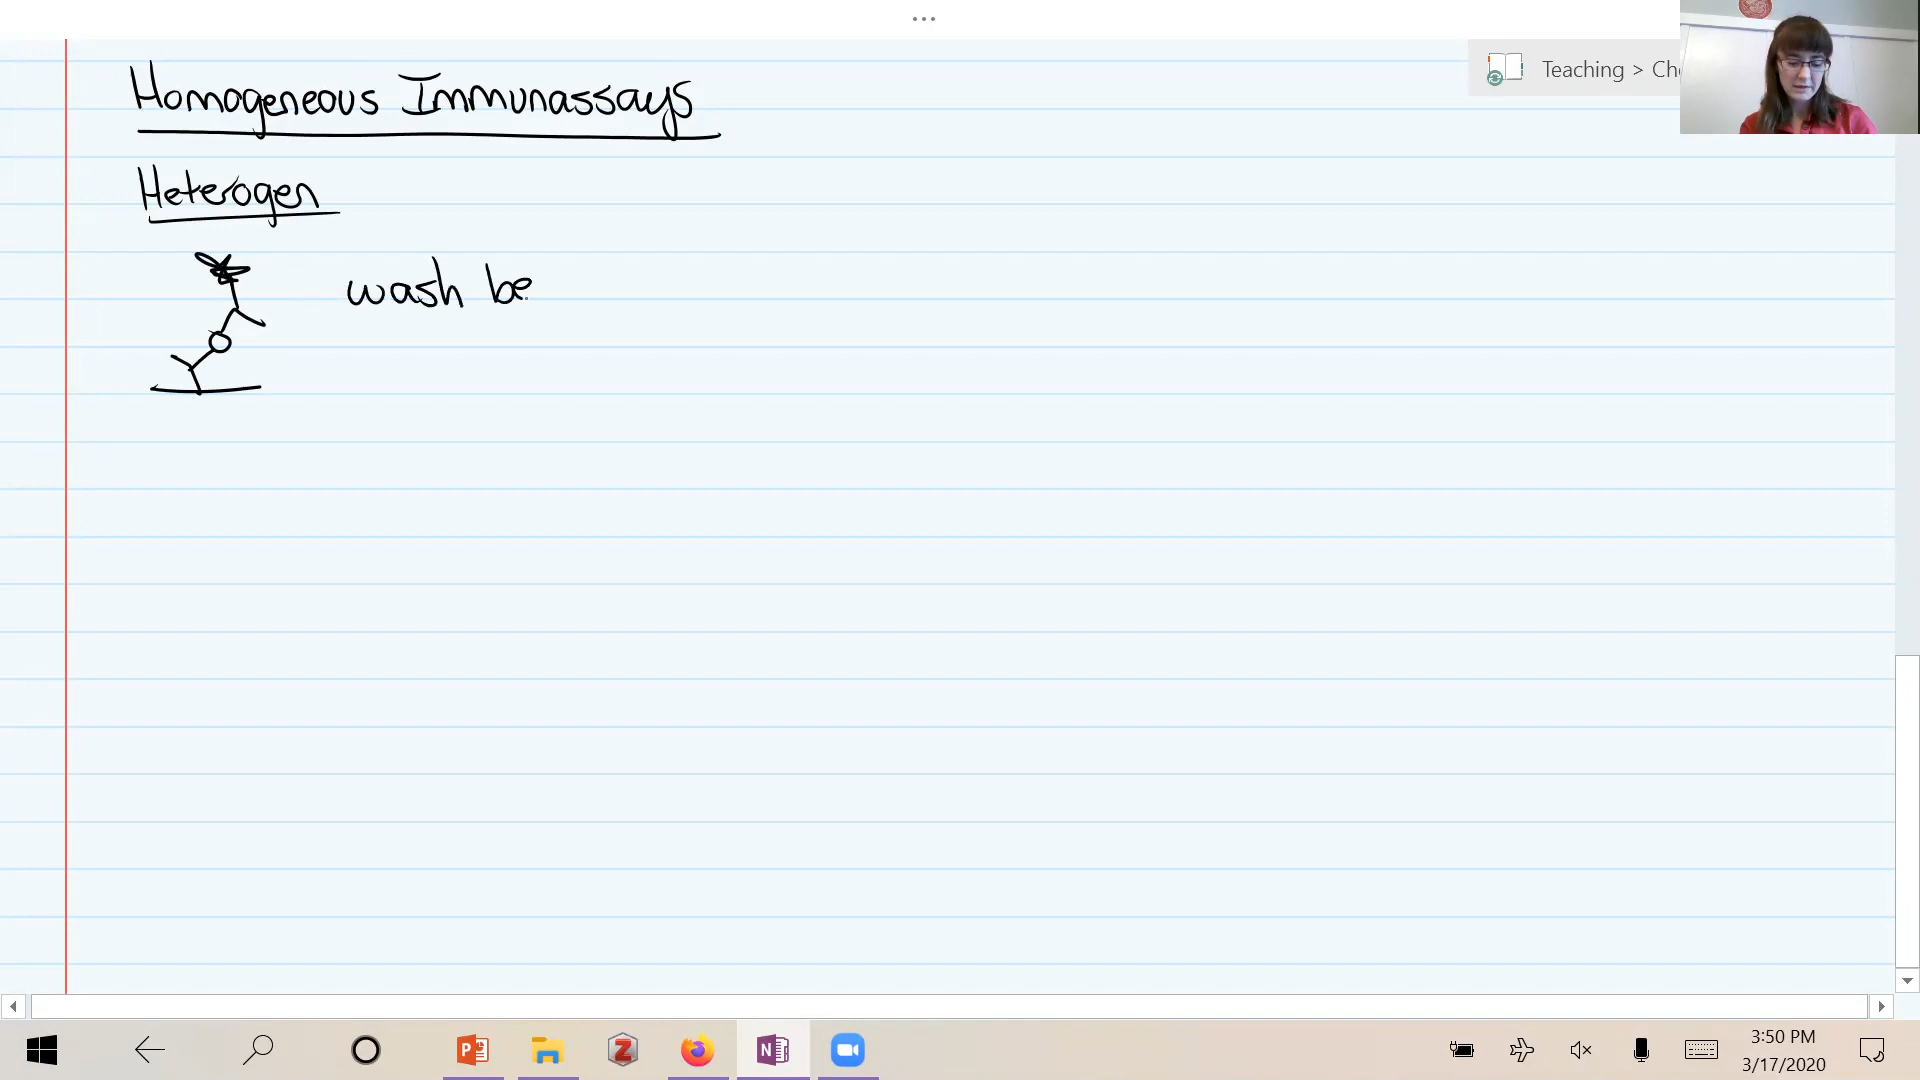 Homogeneous Immunassays
Teaching > Ch
Heterogen
wash be
3:50 PM
3/17/2020